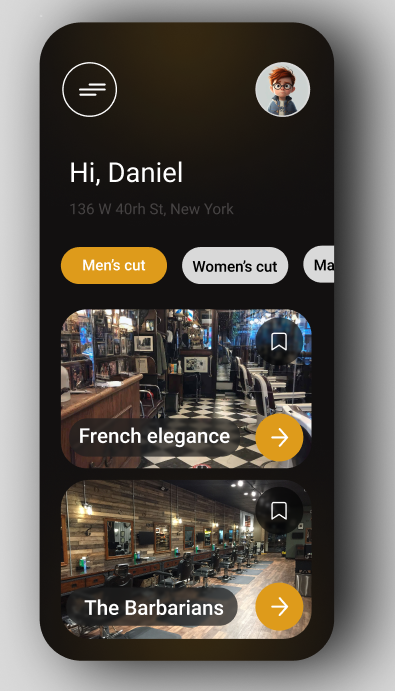 Hi, Daniel
136 W 40rh St, New York
Men's cut
Women's cut
Ma
French elegance
The Barbarians